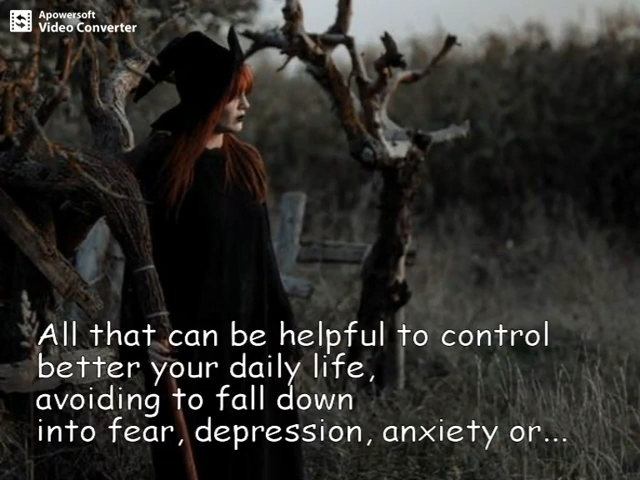 Apowersoft
Video Converter
All that can be helpful to control
better your daily life,
avoiding to fall down
into fear, depression, anxiety or...